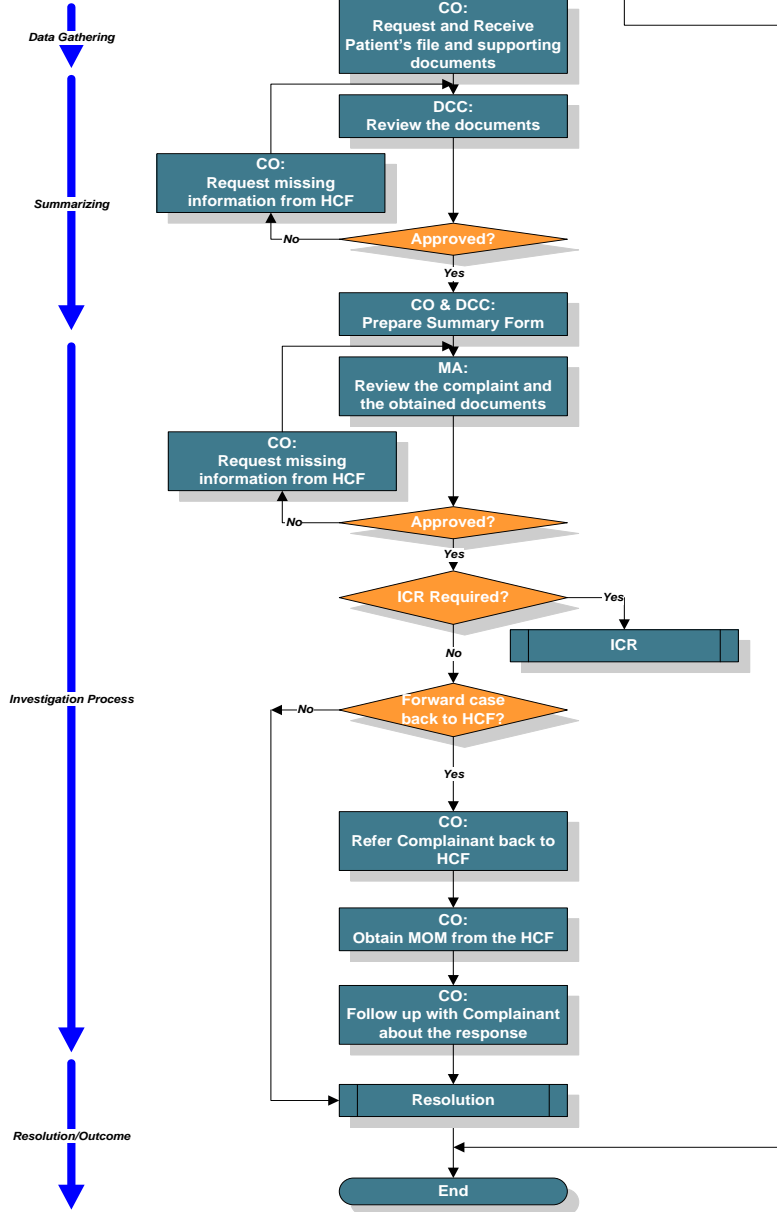 CO:
Request and Receive
Patient's file and supporting
documents
Data Gathering
DCC:
Review the documents
CO:
Request missing
information from HCF
Summarizing
No
Approved?
Yes
CO & DCC:
Prepare Summary Form
MA:
Review the complaint and
the obtained documents
CO:
Request missing
information from HCF
No
Approved?
Yes
ICR Required?
Yes
ICR
No
Investigation Process
No
Forward case
back to HCF?
Yes
CO:
Refer Complainant back to
HCF
CO:
Obtain MOM from the HCF
CO:
Follow up with Complainant
about the response
Resolution
Resolution/Outcome
End